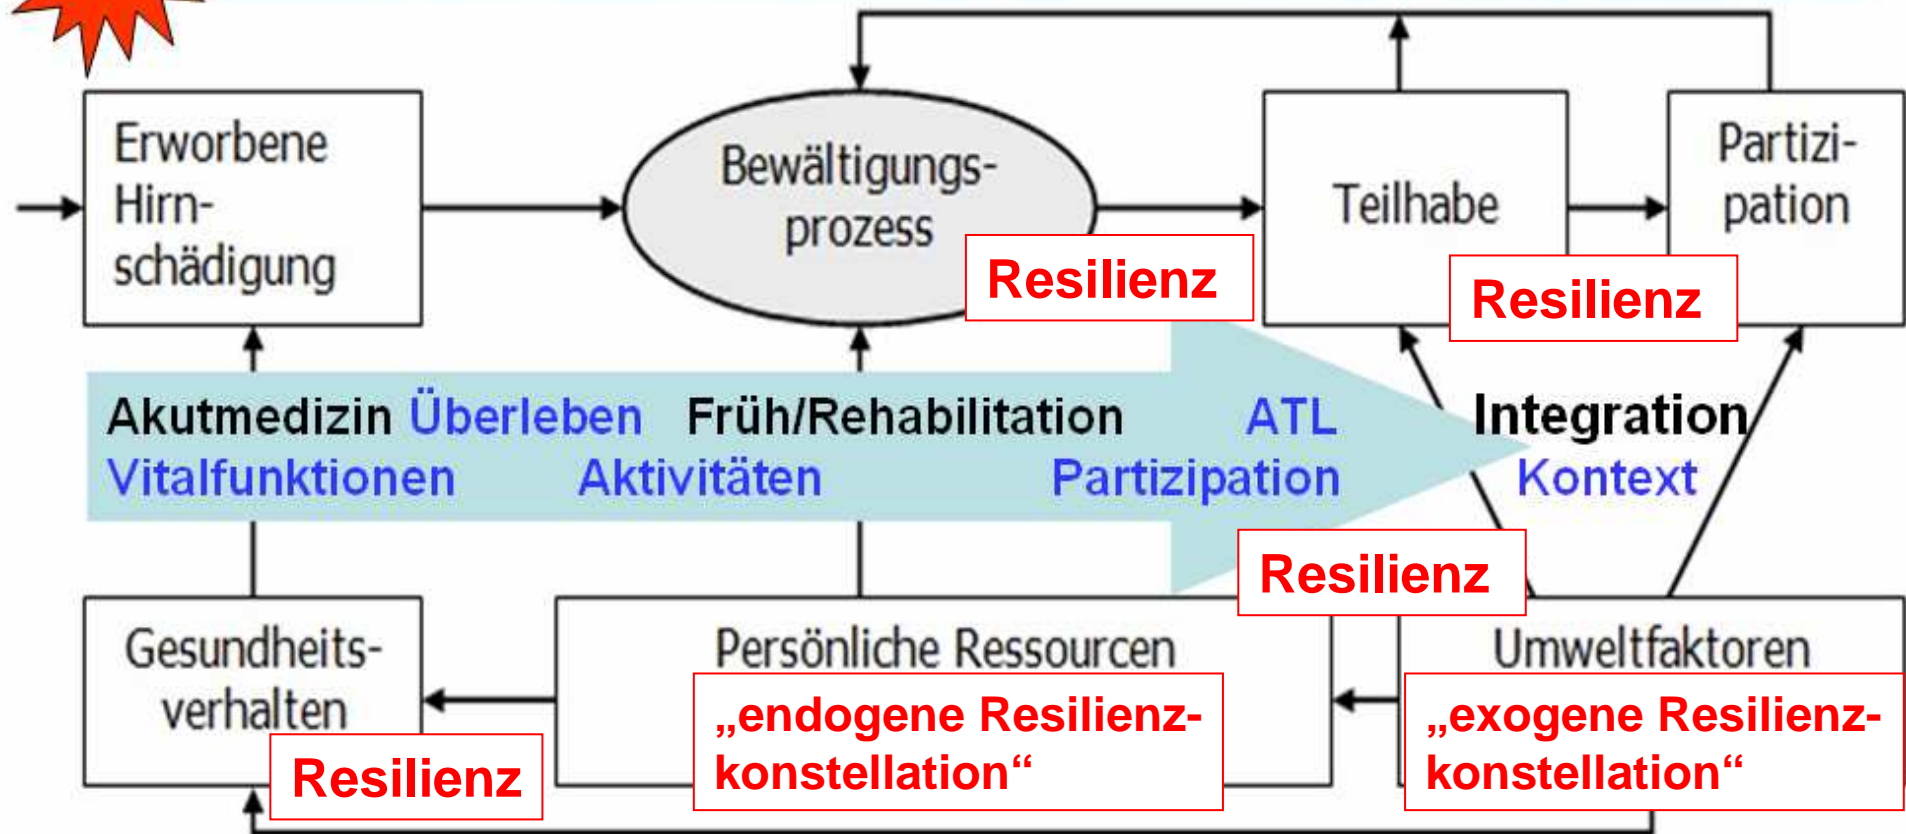 Erworbene
Hirn-
schädigung
Bewältigungs-
prozess
Resilienz
Teilhabe
Partizi-
pation
Resilienz
Akutmedizin Überleben Früh/Rehabilitation ATL Integration
Vitalfunktionen Aktivitäten Partizipation Kontext
Resilienz
Gesundheits-
verhalten
Resilienz
Persönliche Ressourcen
„endogene Resilienz-
konstellation“
Umweltfaktoren
„exogene Resilienz-
konstellation“